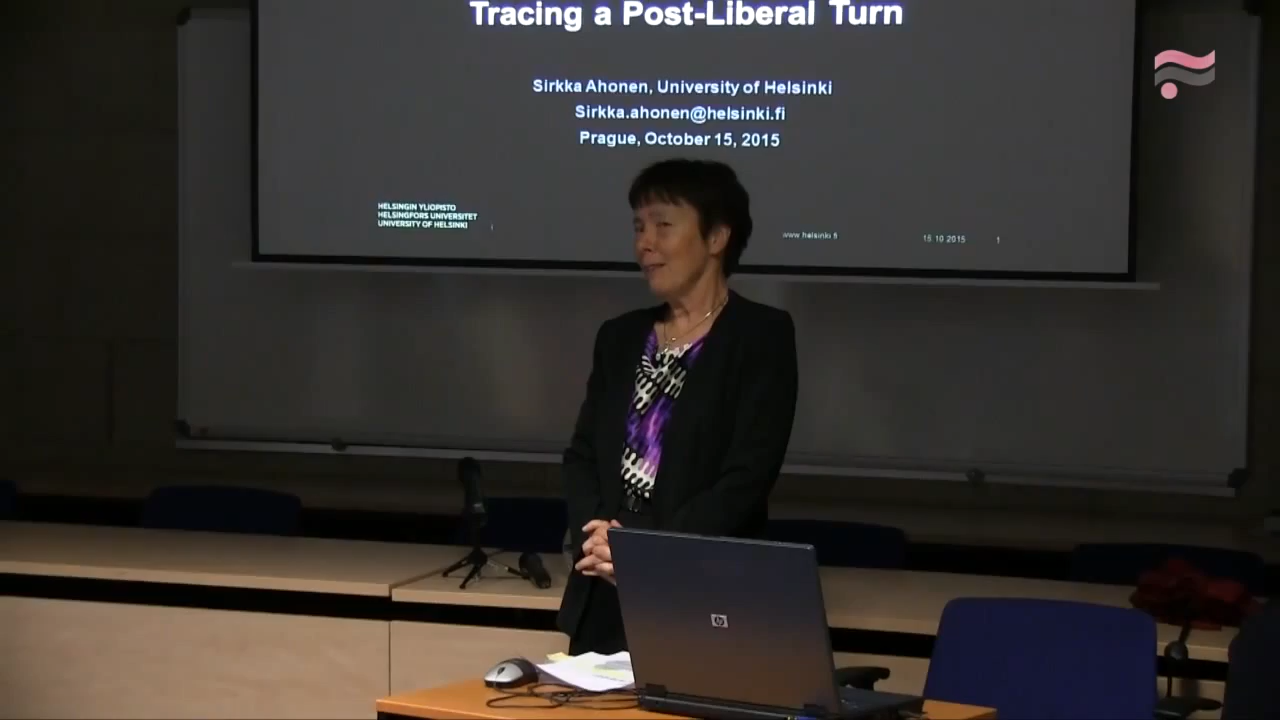 Tracing a Post-Liberal Turn
Sirkka Ahonen, University of Helsinki
Sirkka.ahonen@helsinki.fi
Prague, October 15, 2015
HELSINGIN YLIOPISTO
HELSINGFORS UNIVERSITET
UNIVERSITY OF HELSINKI
www.helsinki.fi
15.10.2015
1
hp